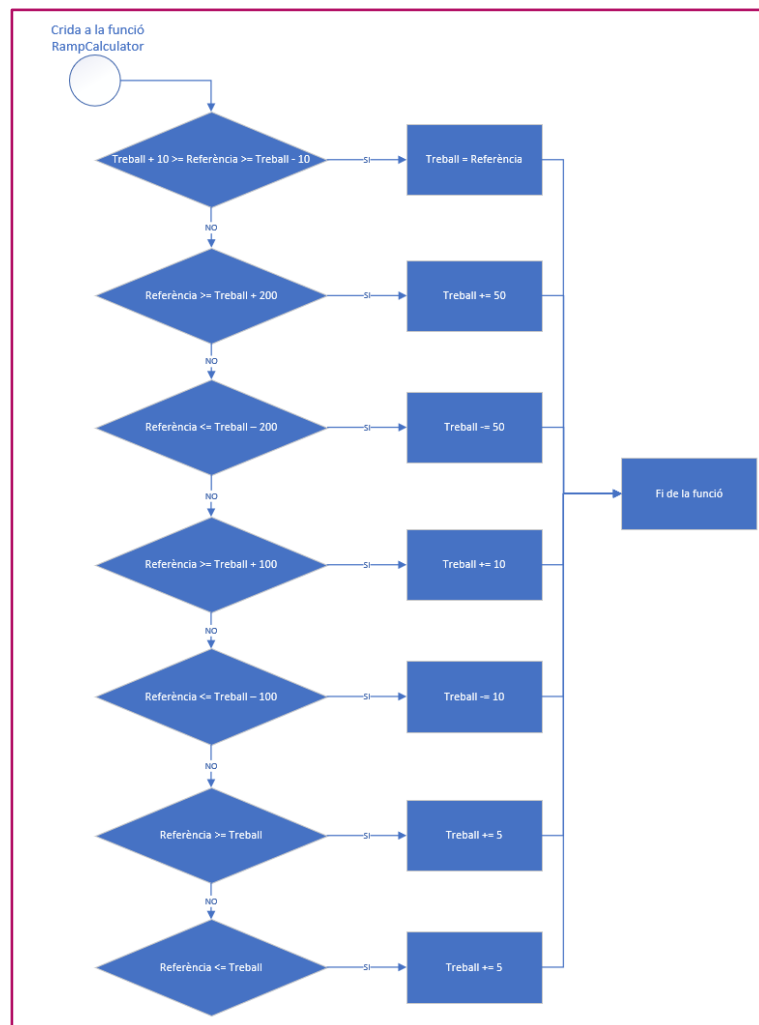 Crida a la funció
RampCalculator
Treball + 10 >= Referència >= Treball - 10
SI
Treball = Referència
NO
Referència >= Treball + 200
SI
Treball += 50
NO
Referència <= Treball – 200
SI
Treball -= 50
Fi de la funció
NO
Referència >= Treball + 100
SI
Treball += 10
NO
Referència <= Treball – 100
SI
Treball -= 10
NO
Referència >= Treball
SI
Treball += 5
NO
Referència <= Treball
SI
Treball += 5